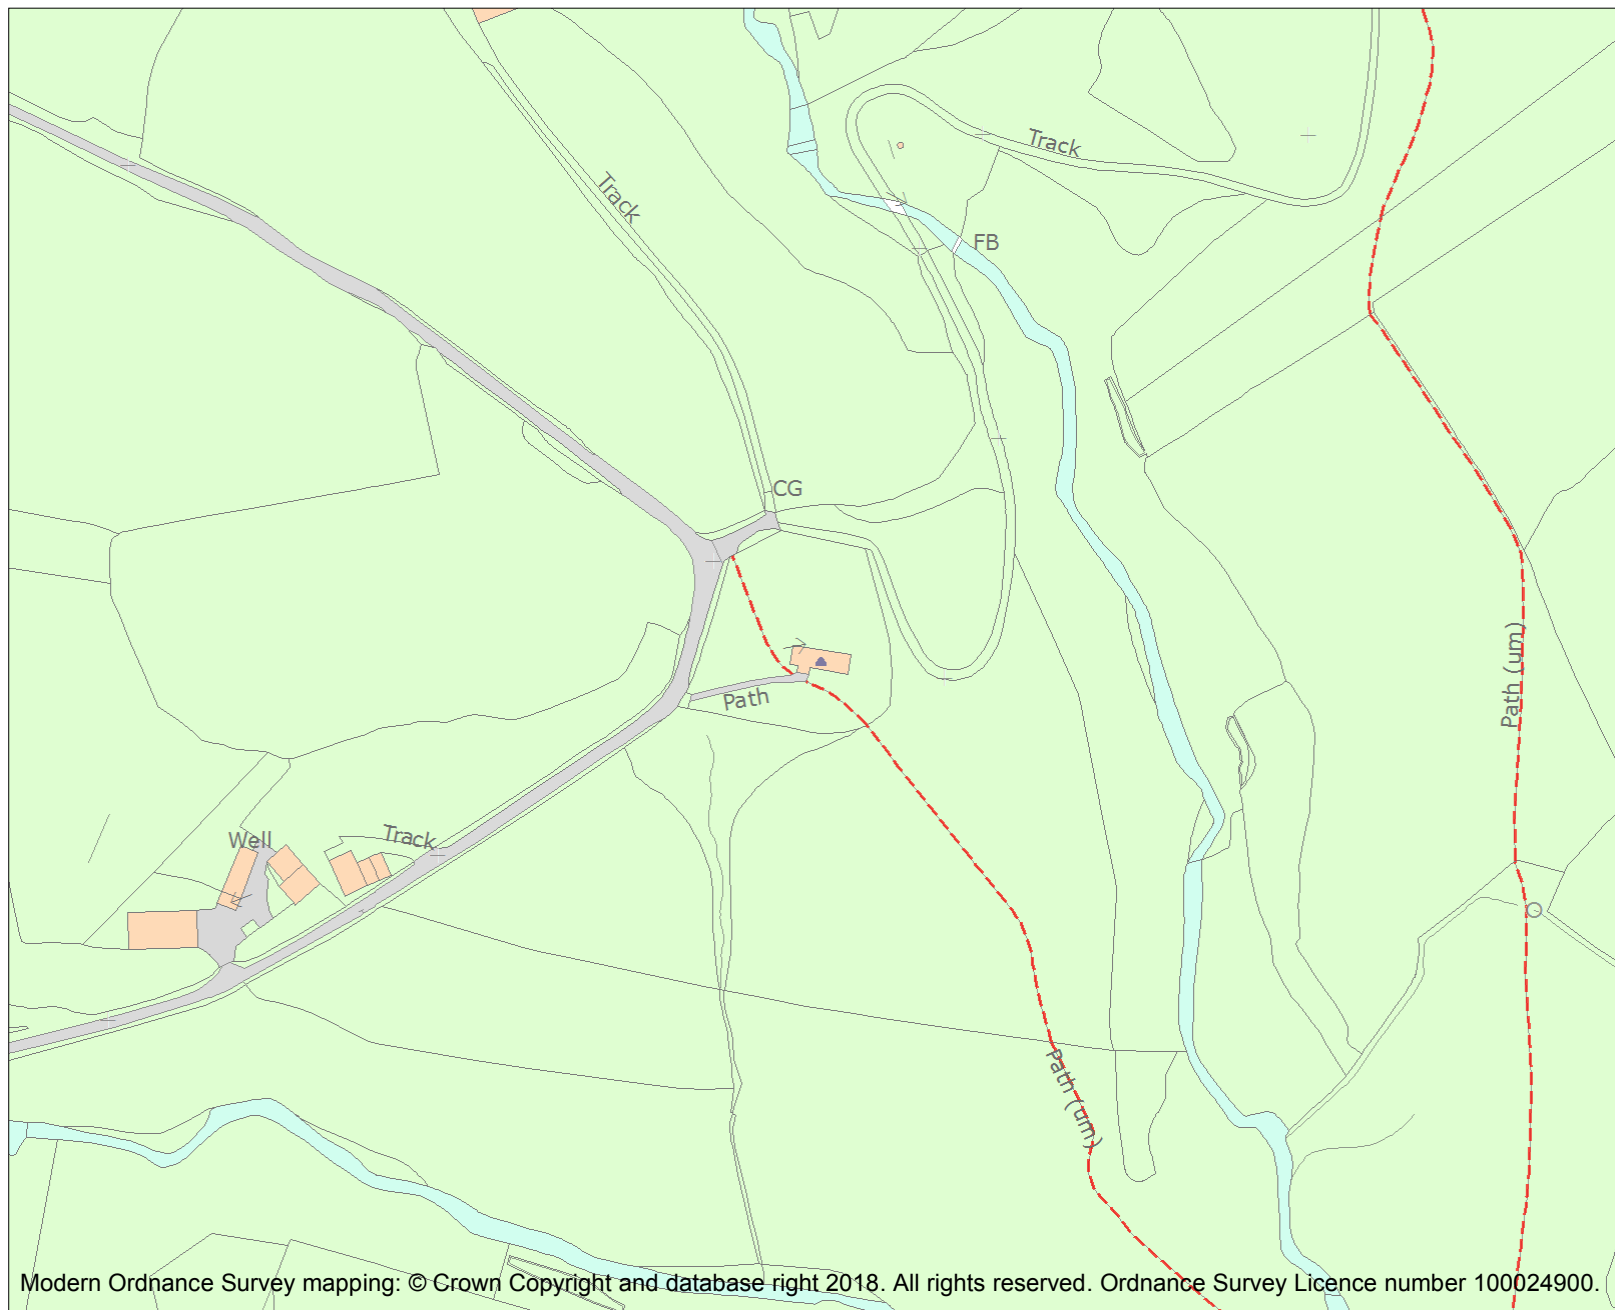 Track
Track
FB
CG
Path (um)
Path
Well
Track
Path (um)
Modern Ordnance Survey mapping: © Crown Copyright and database right 2018. All rights reserved. Ordnance Survey Licence number 100024900.